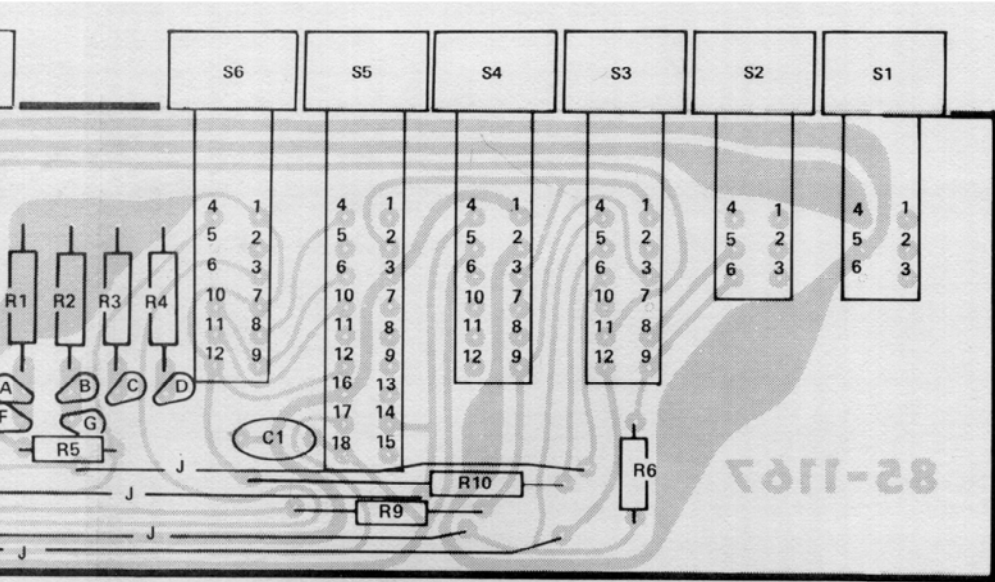 S6 S5 S4 S3 S2 S1
4 1 4 1 4 1 4 1 4 1 4 1
5 2 5 2 5 2 5 2 5 2 5 2
6 3 6 3 6 3 6 3 6 3 6 3
R1 R2 R3 R4 10 7 10 7 10 7 10 7
11 8 11 8 11 8 11 8
12 9 12 9 12 9 12 9
A B C D 16 13
F G 17 14
R5 C1 18 15
J R6 85-1167
R10
J
R9
J
J